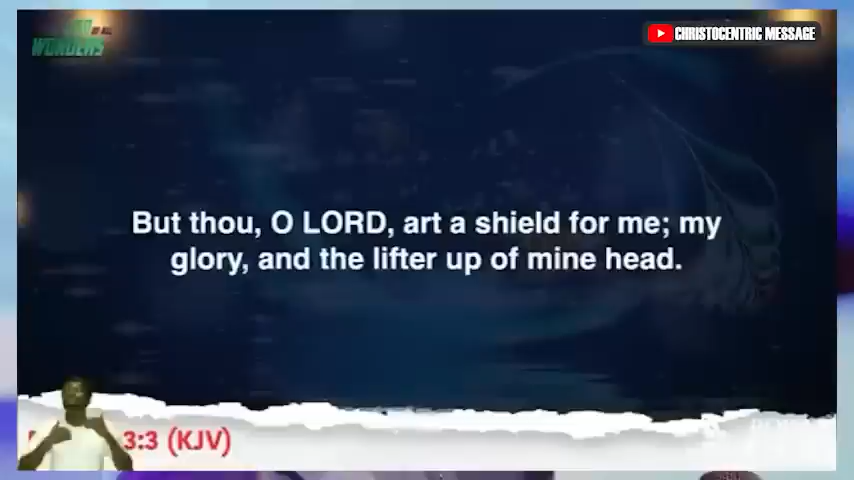 WONDERS
CHRISTOCENTRIC MESSAGE
But thou, O LORD, art a shield for me; my
glory, and the lifter up of mine head.
3:3 (KJV)